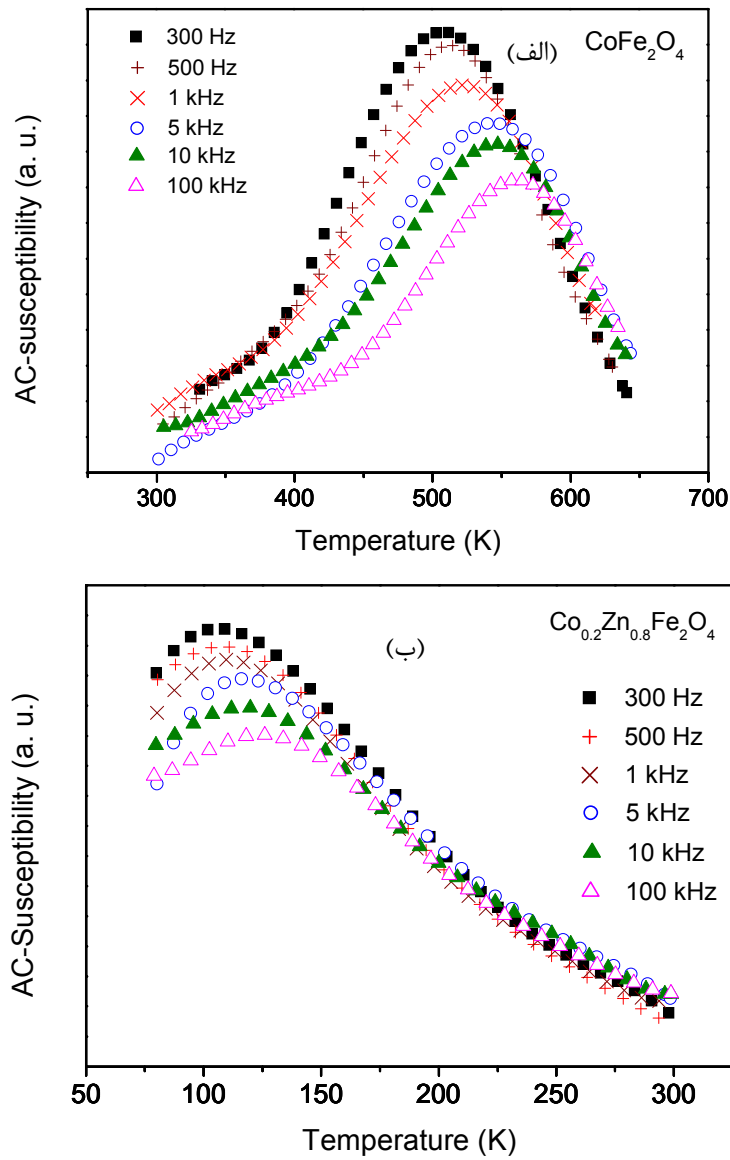 (الف)
CoFe₂O₄
300 Hz
500 Hz
1 kHz
5 kHz
10 kHz
100 kHz
AC-susceptibility (a. u.)
300 400 500 600 700
Temperature (K)
(ب)
Co₀.₂Zn₀.₈Fe₂O₄
300 Hz
500 Hz
1 kHz
5 kHz
10 kHz
100 kHz
AC-Susceptibility (a. u.)
50 100 150 200 250 300
Temperature (K)